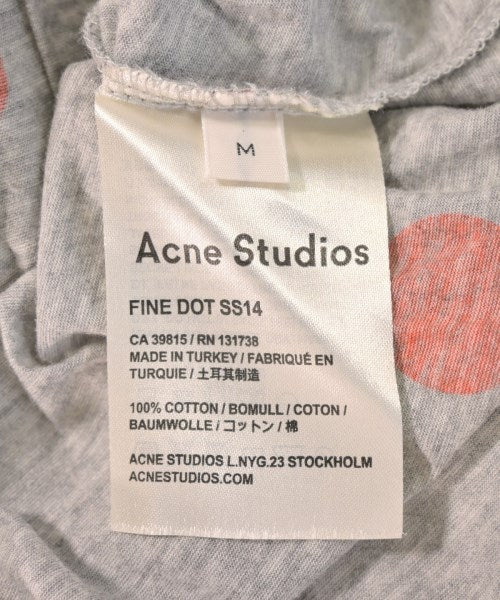 M
Acne Studios
FINE DOT SS14
CA 39815 / RN 131738
MADE IN TURKEY / FABRIQUÉ EN
TURQUIE / 土耳其制造
100% COTTON / BOMULL / COTON /
BAUMWOLLE / コットン / 棉
ACNE STUDIOS L.NYG.23 STOCKHOLM
ACNESTUDIOS.COM